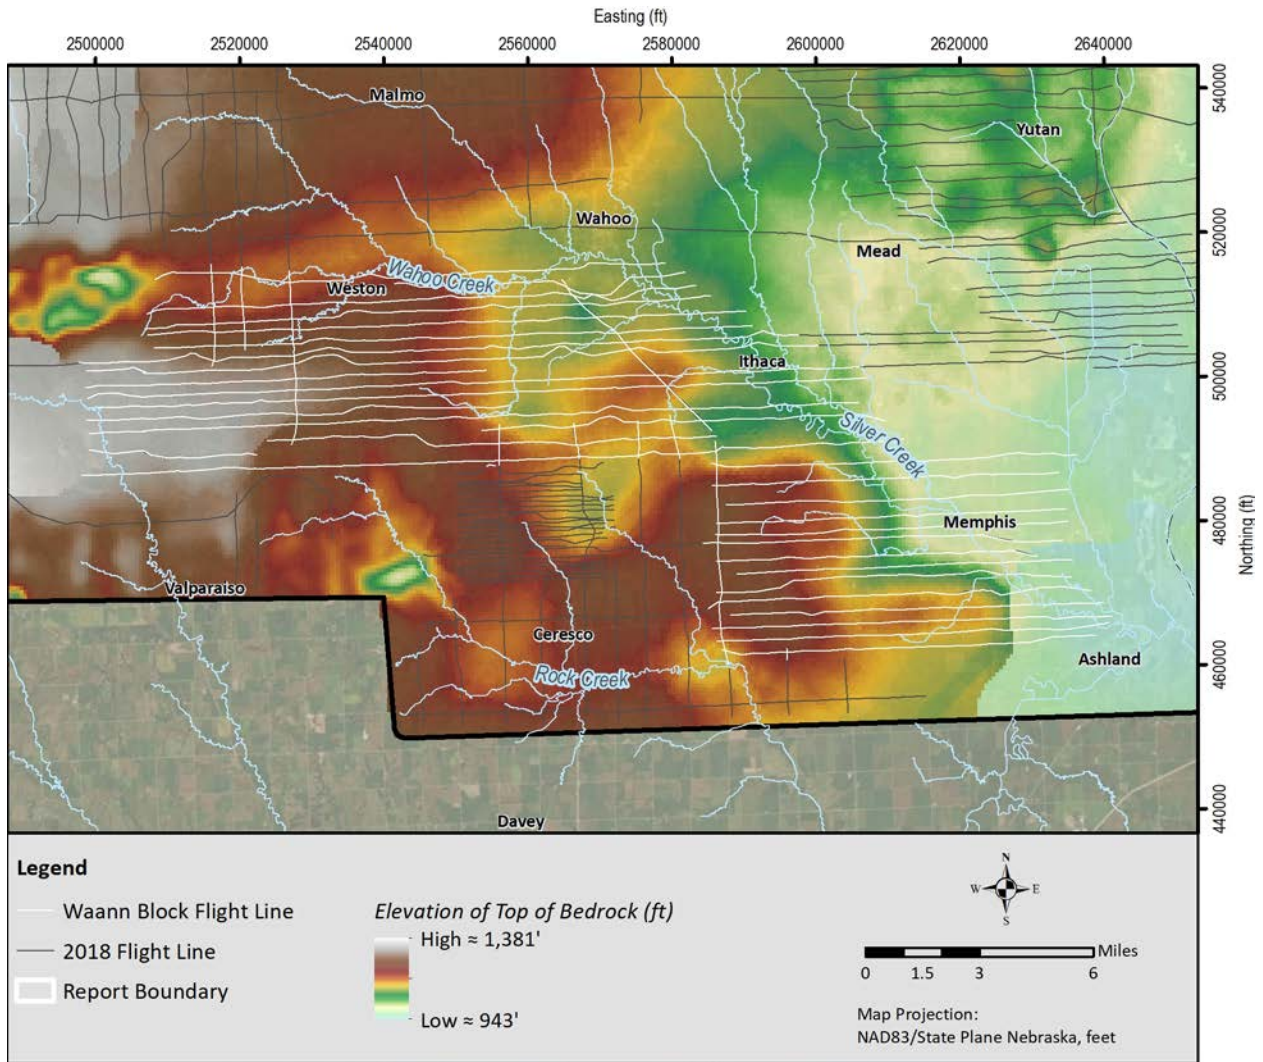 Easting (ft)
2500000 2520000 2540000 2560000 2580000 2600000 2620000 2640000
540000
520000
500000
480000
460000
440000
Northing (ft)
Malmo
Yutan
Wahoo
Mead
Wahoo Creek
Weston
Ithaca
Silver Creek
Memphis
Valparaiso
Ceresco
Ashland
Rock Creek
Davey
Legend
Waann Block Flight Line
2018 Flight Line
Report Boundary
Elevation of Top of Bedrock (ft)
High ≈ 1,381'
Low ≈ 943'
N
W E
S
Miles
0 1.5 3 6
Map Projection:
NAD83/State Plane Nebraska, feet